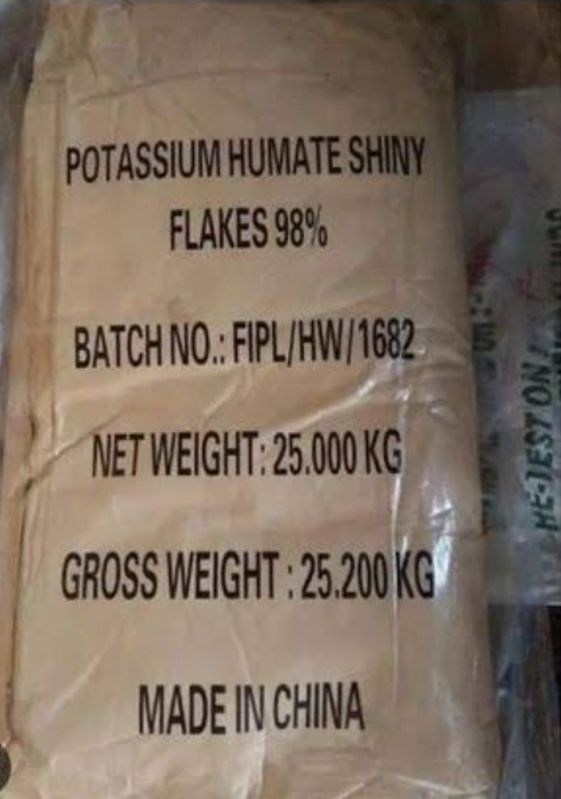 POTASSIUM HUMATE SHINY
FLAKES 98%
BATCH NO.: FIPL/HW/1682
NET WEIGHT: 25.000 KG
GROSS WEIGHT : 25.200 KG
MADE IN CHINA